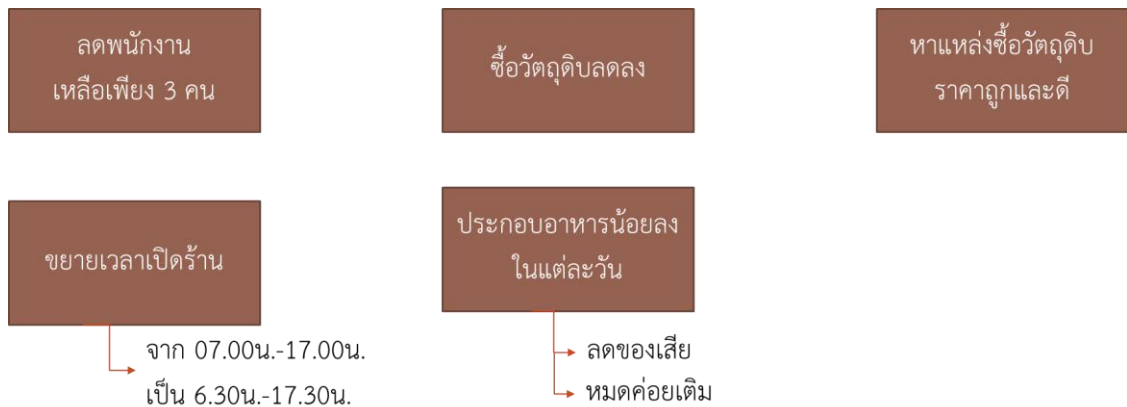 ลดพนักงาน
เหลือเพียง 3 คน
ซื้อวัตถุดิบลดลง
หาแหล่งซื้อวัตถุดิบ
ราคาถูกและดี
ขยายเวลาเปิดร้าน
จาก 07.00น.-17.00น.
เป็น 6.30น.-17.30น.
ประกอบอาหารน้อยลง
ในแต่ละวัน
ลดของเสีย
หมดค่อยเติม